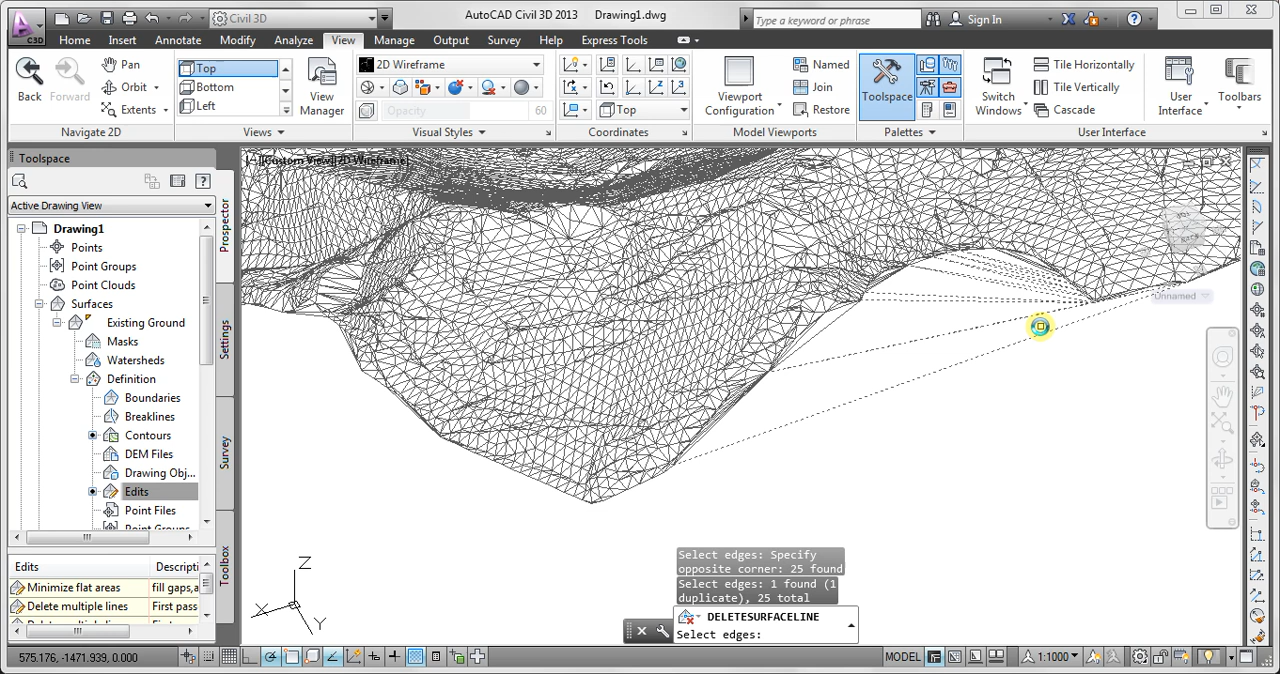 Civil 3D
AutoCAD Civil 3D 2013 Drawing1.dwg
Type a keyword or phrase
Sign In
C3D
Home Insert Annotate Modify Analyze View Manage Output Survey Help Express Tools
Back
Forward
Pan
Orbit
Extents
Navigate 2D
Top
Bottom
Left
View Manager
Views
2D Wireframe
Opacity 60
Visual Styles
Top
Coordinates
Viewport Configuration
Named
Join
Restore
Model Viewports
Toolspace
Palettes
Switch Windows
Tile Horizontally
Tile Vertically
Cascade
User Interface
Toolbars
User Interface
Toolspace
Active Drawing View
Drawing1
Points
Point Groups
Point Clouds
Surfaces
Existing Ground
Masks
Watersheds
Definition
Boundaries
Breaklines
Contours
DEM Files
Drawing Obj...
Edits
Point Files
Point Groups
Prospector
Settings
Survey
Toolbox
Edits Descripti
Minimize flat areas fill gaps,a
Delete multiple lines First pass
[-][Custom View][2D Wireframe]
Unnamed
Z
X
Y
Select edges: Specify
opposite corner: 25 found
Select edges: 1 found (1
duplicate), 25 total
DELETESURFACELINE
Select edges:
575.176, -1471.939, 0.000
MODEL
1:1000